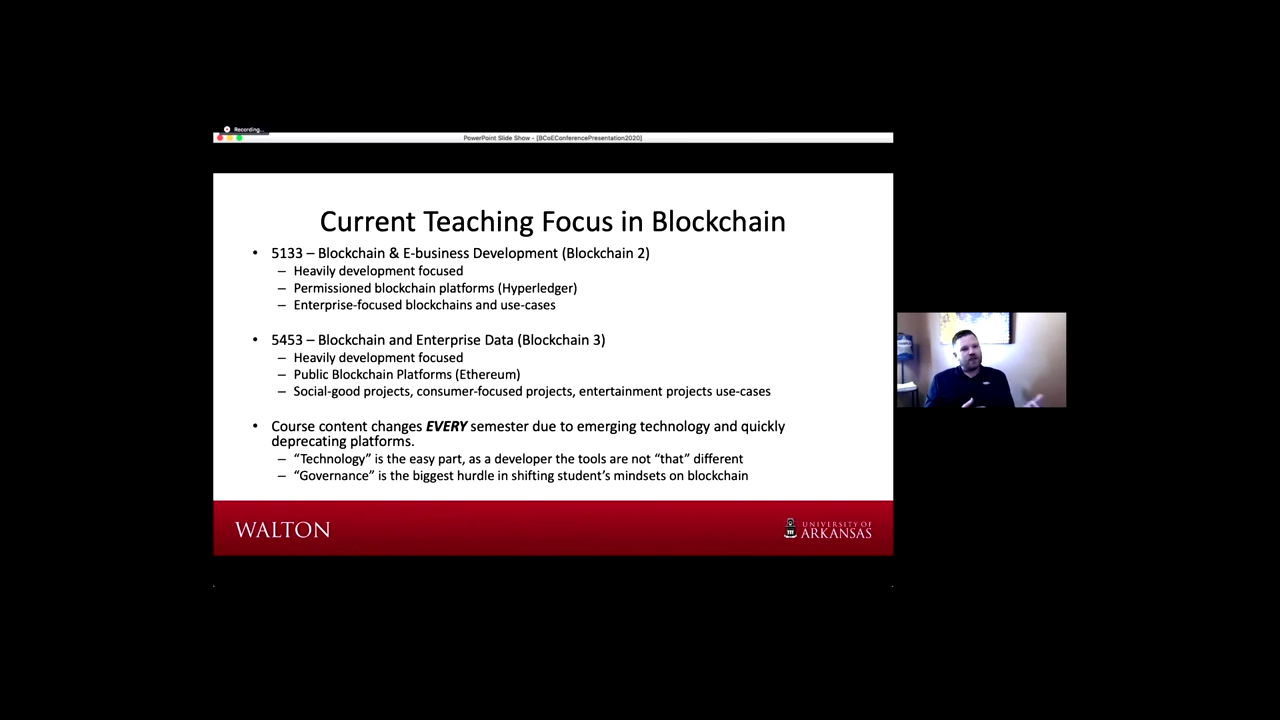 Recording...
PowerPoint Slide Show - [BCoEConferencePresentation2020]
Current Teaching Focus in Blockchain
• 5133 – Blockchain & E-business Development (Blockchain 2)
– Heavily development focused
– Permissioned blockchain platforms (Hyperledger)
– Enterprise-focused blockchains and use-cases
• 5453 – Blockchain and Enterprise Data (Blockchain 3)
– Heavily development focused
– Public Blockchain Platforms (Ethereum)
– Social-good projects, consumer-focused projects, entertainment projects use-cases
• Course content changes EVERY semester due to emerging technology and quickly
deprecating platforms.
– “Technology” is the easy part, as a developer the tools are not “that” different
– “Governance” is the biggest hurdle in shifting student’s mindsets on blockchain
WALTON
UNIVERSITY OF
ARKANSAS